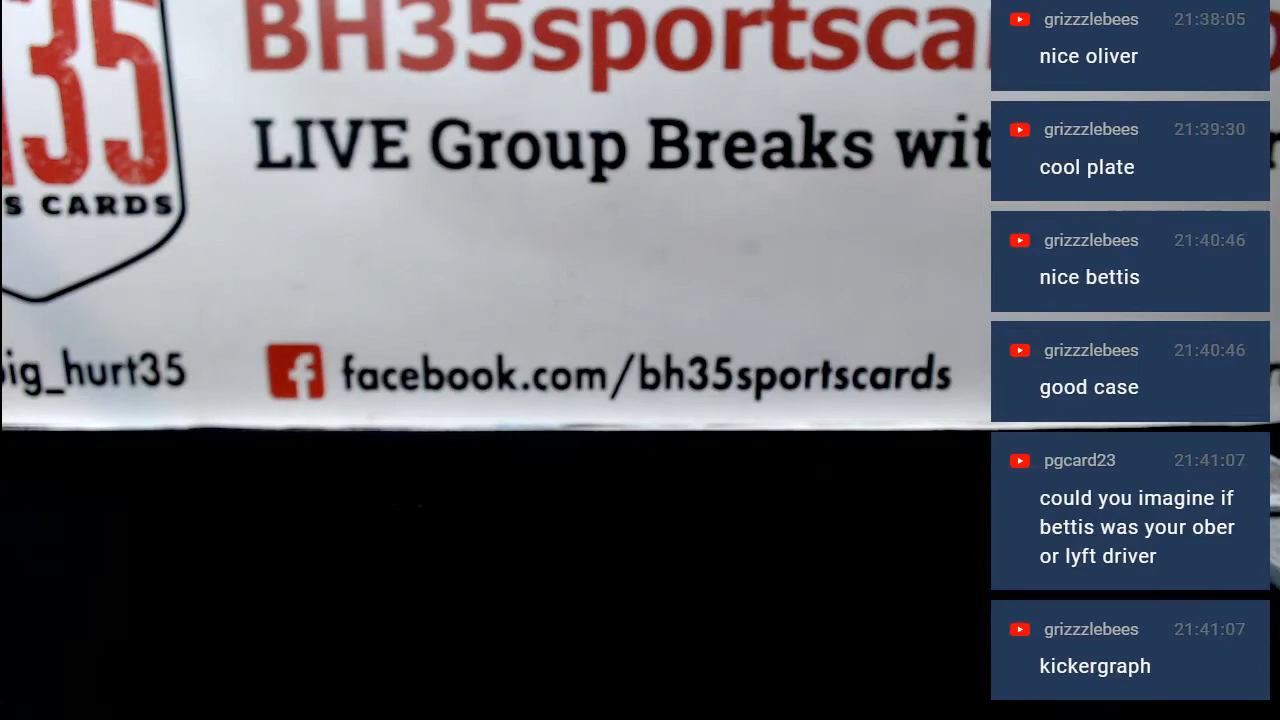 35
S CARDS
BH35sportsca
LIVE Group Breaks wit
ig_hurt35
facebook.com/bh35sportscards
grizzzlebees 21:38:05
nice oliver
grizzzlebees 21:39:30
cool plate
grizzzlebees 21:40:46
nice bettis
grizzzlebees 21:40:46
good case
pgcard23 21:41:07
could you imagine if
bettis was your ober
or lyft driver
grizzzlebees 21:41:07
kickergraph